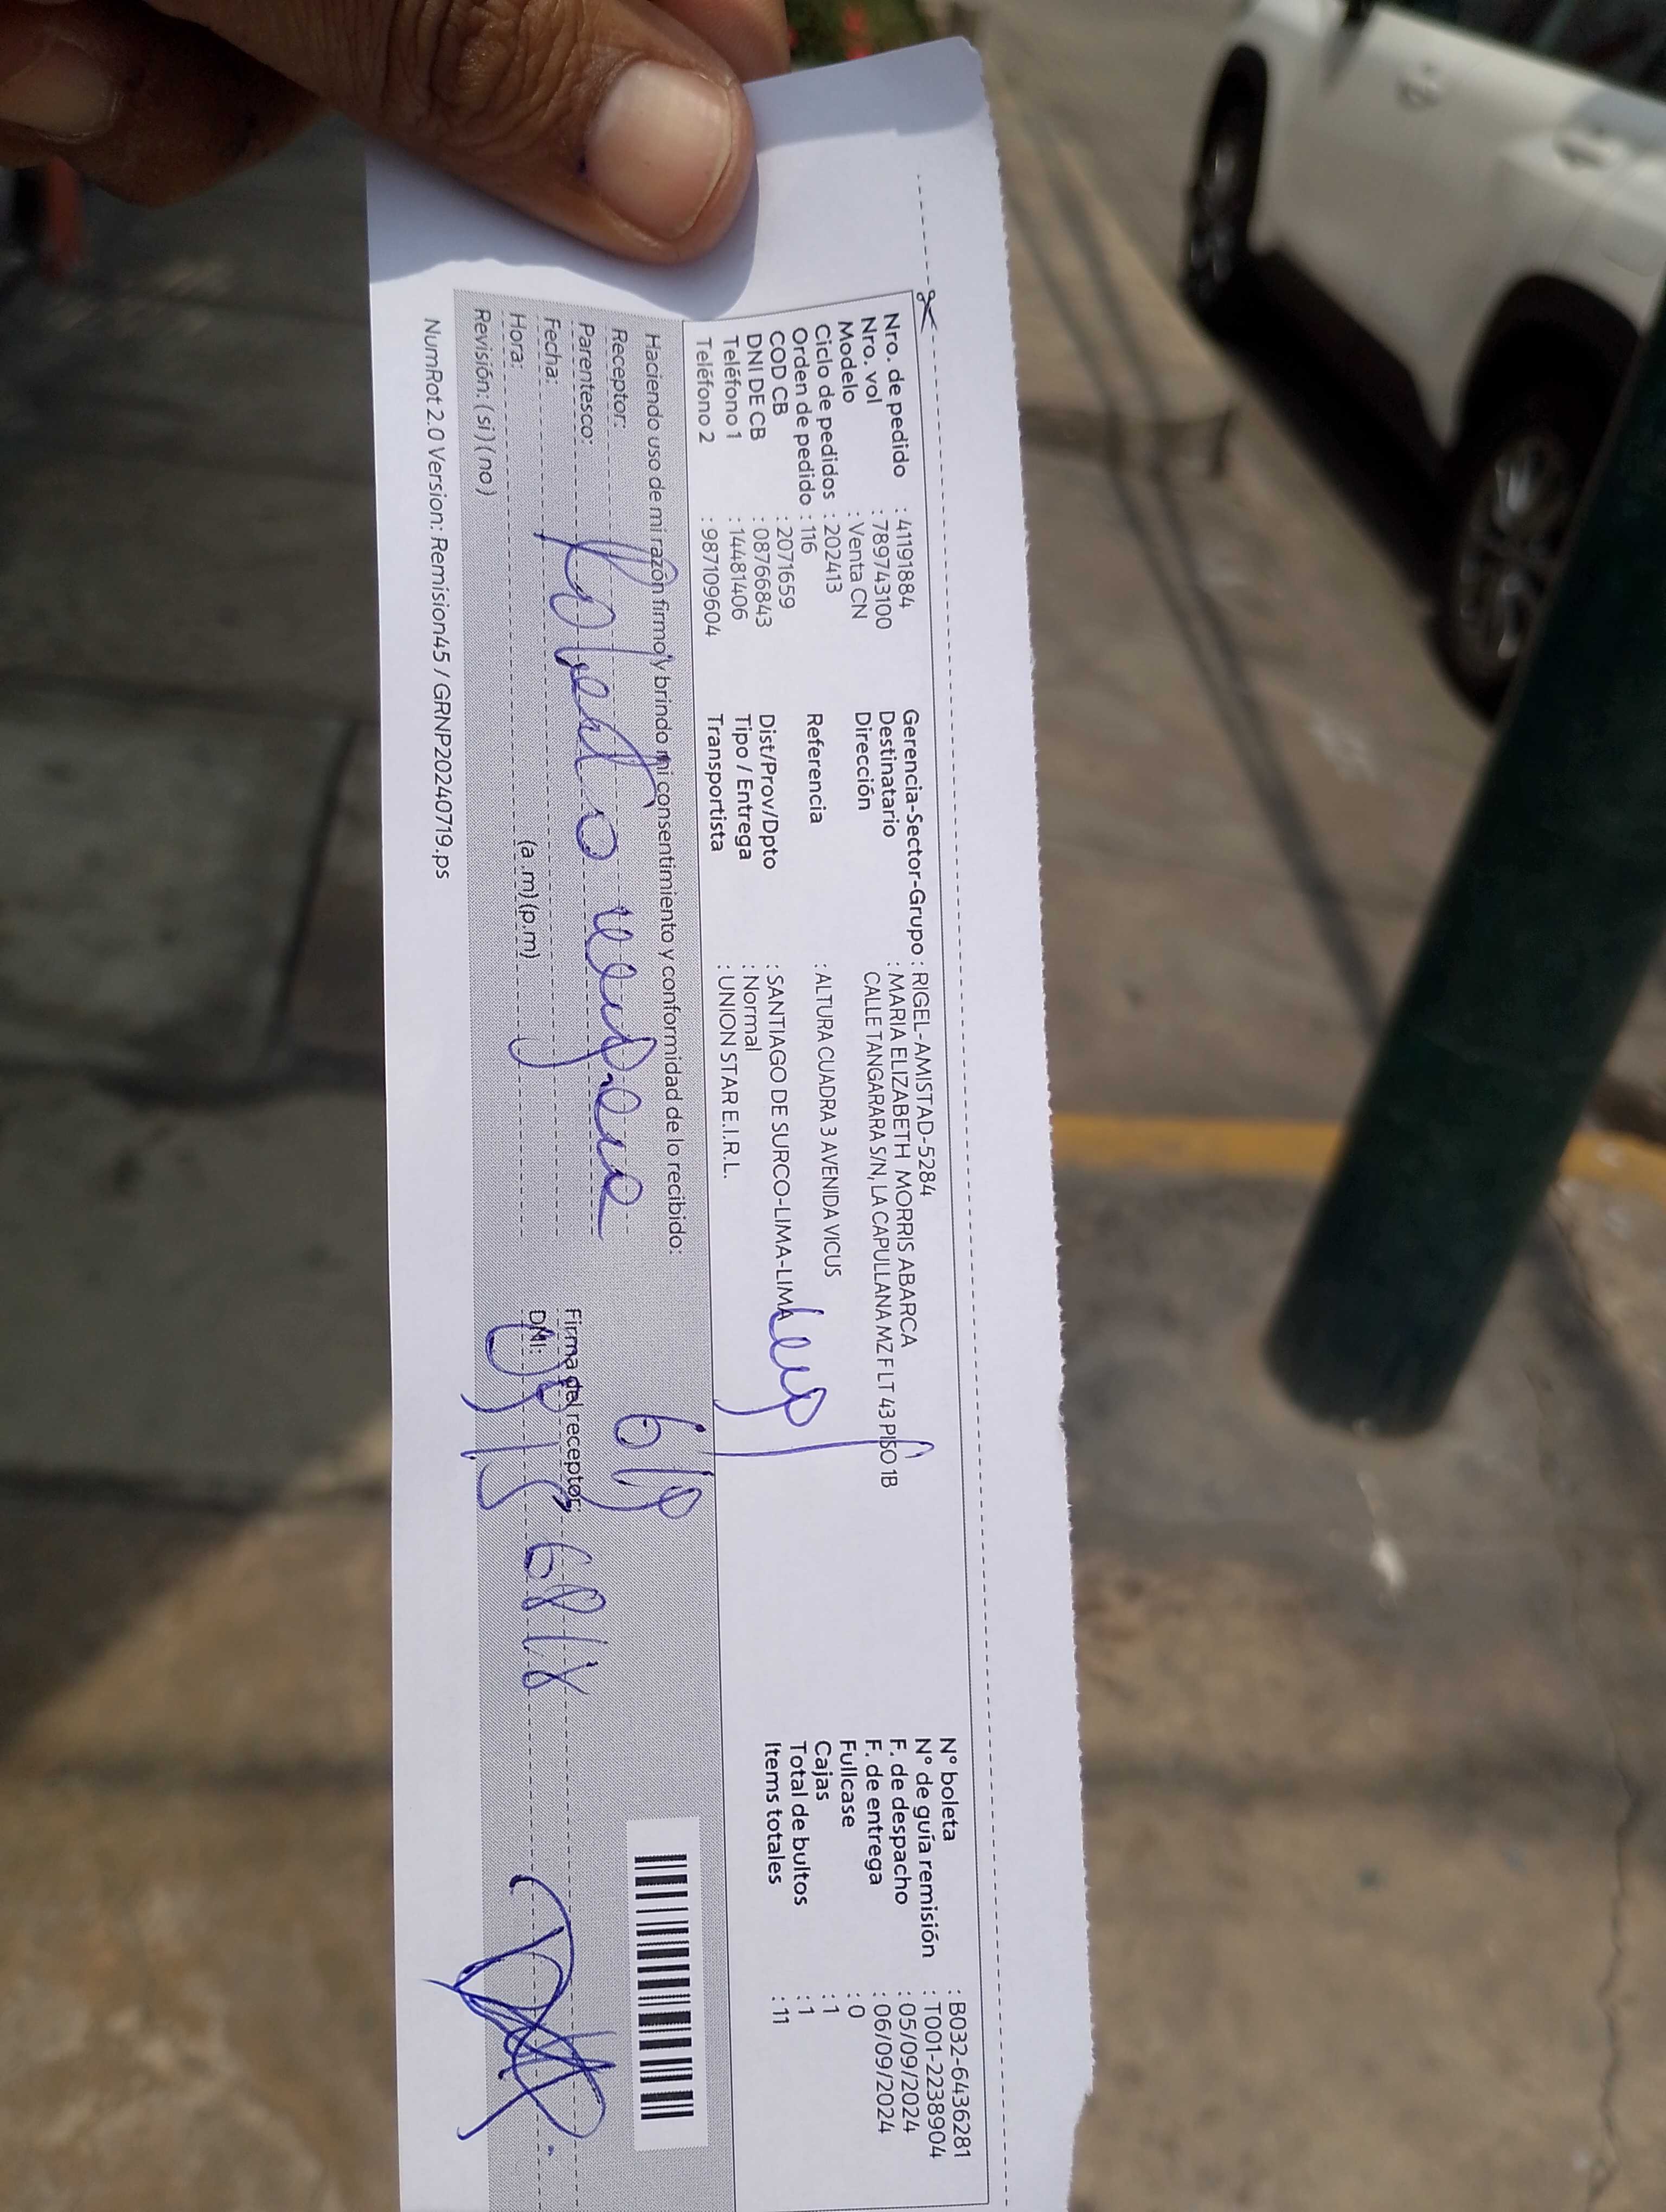 Nro. de pedido : 41191884
Nro. vol : 789743100
Modelo : Venta CN
Ciclo de pedidos : 202413
Orden de pedido : 116
COD CB : 2071659
DNI DE CB : 08766843
Teléfono 1 : 14481406
Teléfono 2 : 987109604
Gerencia-Sector-Grupo : RIGEL-AMISTAD-5284
Destinatario : MARIA ELIZABETH MORRIS ABARCA
Dirección CALLE TANGARARA S/N, LA CAPULLANA MZ F LT 43 PISO 1B
Referencia : ALTURA CUADRA 3 AVENIDA VICUS
Dist/Prov/Dpto : SANTIAGO DE SURCO-LIMA-LIMA
Tipo / Entrega : Normal
Transportista : UNION STAR E.I.R.L.
N° boleta : B032-6436281
N° de guía remisión : T001-2238904
F. de despacho : 05/09/2024
F. de entrega : 06/09/2024
Fullcase : 0
Cajas : 1
Total de bultos : 1
Items totales : 11
Haciendo uso de mi razón firmo y brindo mi consentimiento y conformidad de lo recibido:
Receptor:
Parentesco: Roberto
Fecha:
Hora: (a .m) (p.m)
Revisión: (si) (no)
Firma del receptor:
DNI:
NumRot 2.0 Version: Remision45 / GRNP20240719.ps